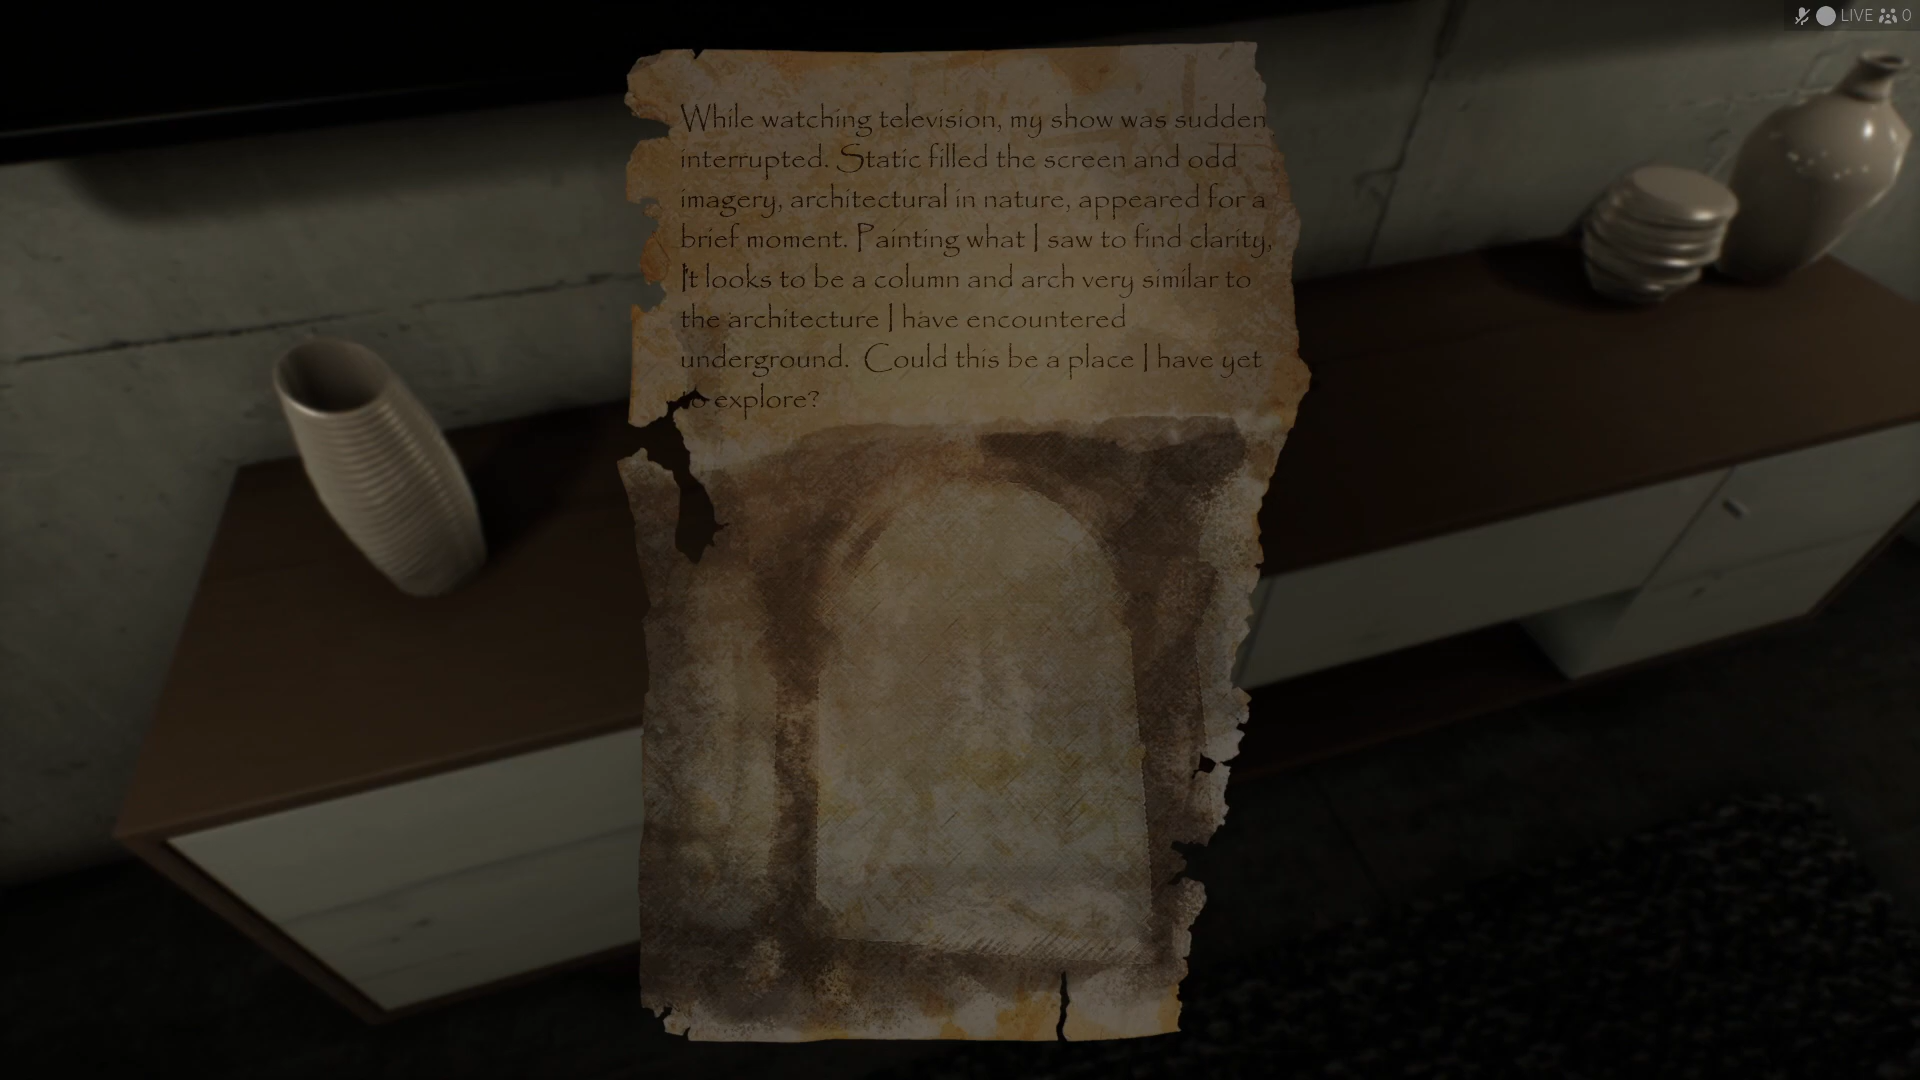 LIVE 0
While watching television, my show was sudden
interrupted. Static filled the screen and odd
imagery, architectural in nature, appeared for a
brief moment. Painting what I saw to find clarity,
It looks to be a column and arch very similar to
the architecture I have encountered
underground. Could this be a place I have yet
to explore?